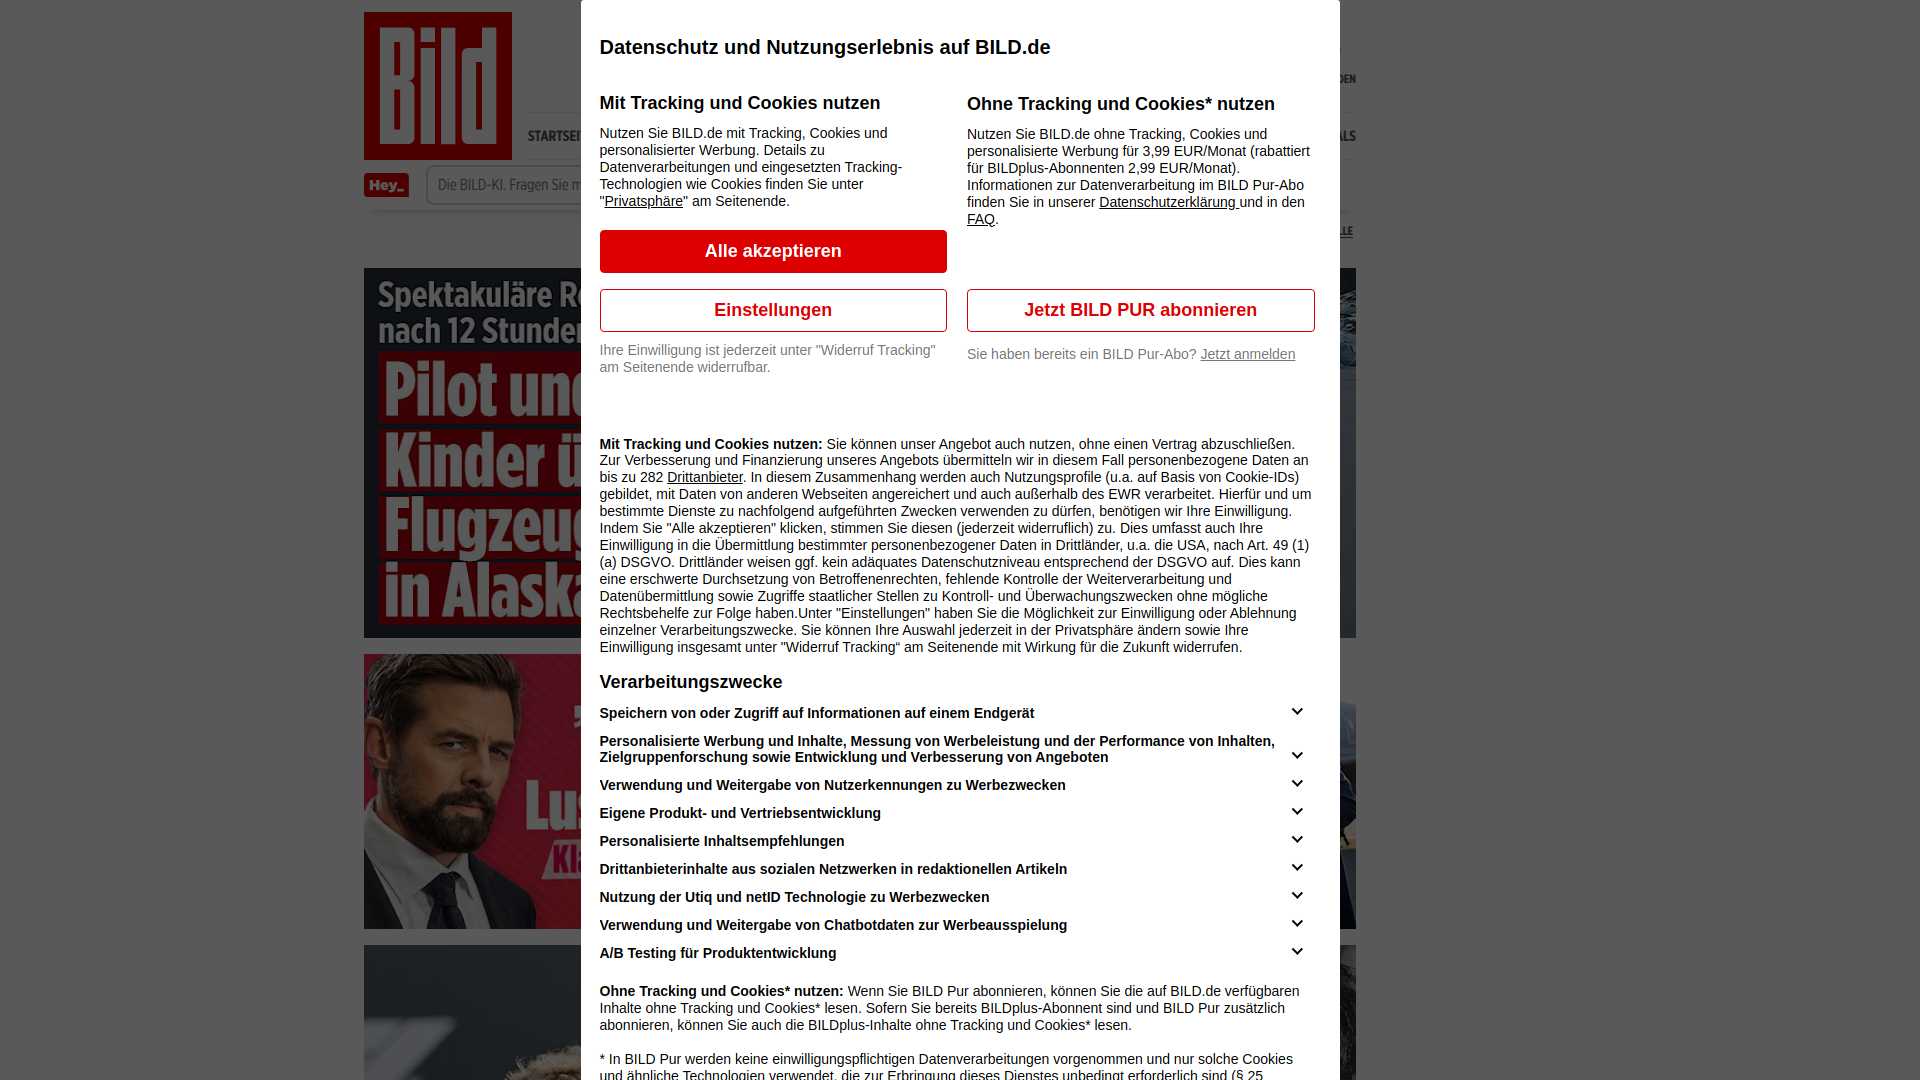 Bild
STARTSEI
DEN
ALS
Hey_
Die BILD-KI. Fragen Sie m
LLE
Spektakuläre R
nach 12 Stunde
Pilot un
Kinder ü
Flugzeug
in Alaska
Lus
Kla
Datenschutz und Nutzungserlebnis auf BILD.de
Mit Tracking und Cookies nutzen
Nutzen Sie BILD.de mit Tracking, Cookies und
personalisierter Werbung. Details zu
Datenverarbeitungen und eingesetzten Tracking-
Technologien wie Cookies finden Sie unter
"Privatsphäre" am Seitenende.
Alle akzeptieren
Einstellungen
Ihre Einwilligung ist jederzeit unter "Widerruf Tracking"
am Seitenende widerrufbar.
Ohne Tracking und Cookies* nutzen
Nutzen Sie BILD.de ohne Tracking, Cookies und
personalisierte Werbung für 3,99 EUR/Monat (rabattiert
für BILDplus-Abonnenten 2,99 EUR/Monat).
Informationen zur Datenverarbeitung im BILD Pur-Abo
finden Sie in unserer Datenschutzerklärung und in den
FAQ.
Jetzt BILD PUR abonnieren
Sie haben bereits ein BILD Pur-Abo? Jetzt anmelden
Mit Tracking und Cookies nutzen: Sie können unser Angebot auch nutzen, ohne einen Vertrag abzuschließen.
Zur Verbesserung und Finanzierung unseres Angebots übermitteln wir in diesem Fall personenbezogene Daten an
bis zu 282 Drittanbieter. In diesem Zusammenhang werden auch Nutzungsprofile (u.a. auf Basis von Cookie-IDs)
gebildet, mit Daten von anderen Webseiten angereichert und auch außerhalb des EWR verarbeitet. Hierfür und um
bestimmte Dienste zu nachfolgend aufgeführten Zwecken verwenden zu dürfen, benötigen wir Ihre Einwilligung.
Indem Sie "Alle akzeptieren" klicken, stimmen Sie diesen (jederzeit widerruflich) zu. Dies umfasst auch Ihre
Einwilligung in die Übermittlung bestimmter personenbezogener Daten in Drittländer, u.a. die USA, nach Art. 49 (1)
(a) DSGVO. Drittländer weisen ggf. kein adäquates Datenschutzniveau entsprechend der DSGVO auf. Dies kann
eine erschwerte Durchsetzung von Betroffenenrechten, fehlende Kontrolle der Weiterverarbeitung und
Datenübermittlung sowie Zugriffe staatlicher Stellen zu Kontroll- und Überwachungszwecken ohne mögliche
Rechtsbehelfe zur Folge haben.Unter "Einstellungen" haben Sie die Möglichkeit zur Einwilligung oder Ablehnung
einzelner Verarbeitungszwecke. Sie können Ihre Auswahl jederzeit in der Privatsphäre ändern sowie Ihre
Einwilligung insgesamt unter "Widerruf Tracking“ am Seitenende mit Wirkung für die Zukunft widerrufen.
Verarbeitungszwecke
Speichern von oder Zugriff auf Informationen auf einem Endgerät
Personalisierte Werbung und Inhalte, Messung von Werbeleistung und der Performance von Inhalten,
Zielgruppenforschung sowie Entwicklung und Verbesserung von Angeboten
Verwendung und Weitergabe von Nutzerkennungen zu Werbezwecken
Eigene Produkt- und Vertriebsentwicklung
Personalisierte Inhaltsempfehlungen
Drittanbieterinhalte aus sozialen Netzwerken in redaktionellen Artikeln
Nutzung der Utiq und netID Technologie zu Werbezwecken
Verwendung und Weitergabe von Chatbotdaten zur Werbeausspielung
A/B Testing für Produktentwicklung
Ohne Tracking und Cookies* nutzen: Wenn Sie BILD Pur abonnieren, können Sie die auf BILD.de verfügbaren
Inhalte ohne Tracking und Cookies* lesen. Sofern Sie bereits BILDplus-Abonnent sind und BILD Pur zusätzlich
abonnieren, können Sie auch die BILDplus-Inhalte ohne Tracking und Cookies* lesen.
* In BILD Pur werden keine einwilligungspflichtigen Datenverarbeitungen vorgenommen und nur solche Cookies
und ähnliche Technologien verwendet, die zur Erbringung dieses Dienstes unbedingt erforderlich sind (§ 25